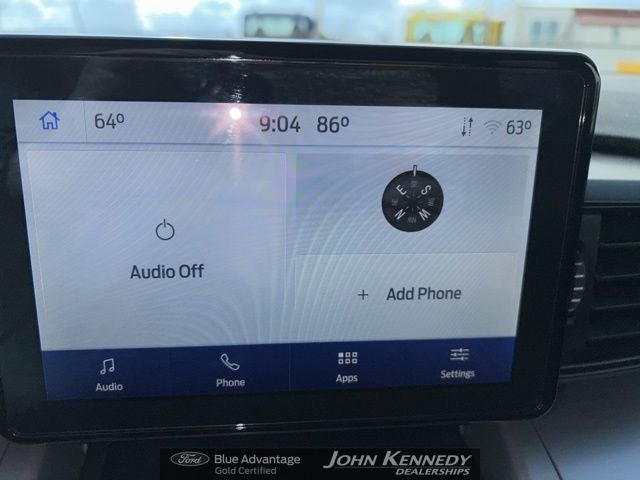 64° 9:04 86° 63°
Audio Off
E S
N W
+ Add Phone
Audio Phone Apps Settings
Ford Blue Advantage
Gold Certified
JOHN KENNEDY
DEALERSHIPS